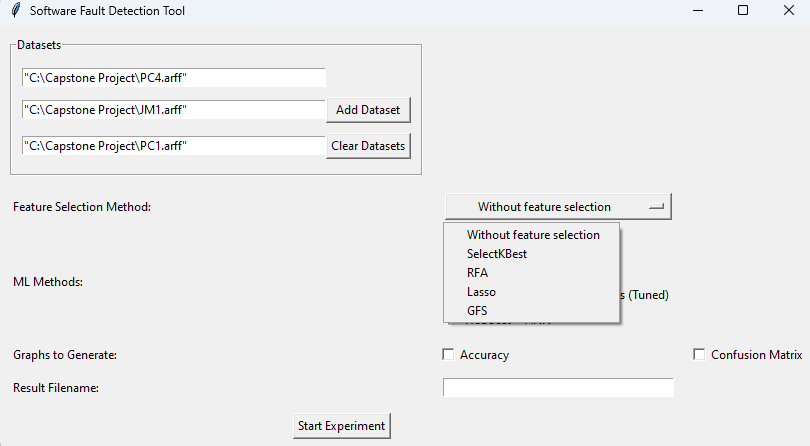 Software Fault Detection Tool
Datasets
"C:\Capstone Project\PC4.arff"
"C:\Capstone Project\JM1.arff"
Add Dataset
"C:\Capstone Project\PC1.arff"
Clear Datasets
Feature Selection Method:
Without feature selection
Without feature selection
SelectKBest
RFA
Lasso
GFS
ML Methods:
s (Tuned)
Graphs to Generate:
Accuracy
Confusion Matrix
Result Filename:
Start Experiment